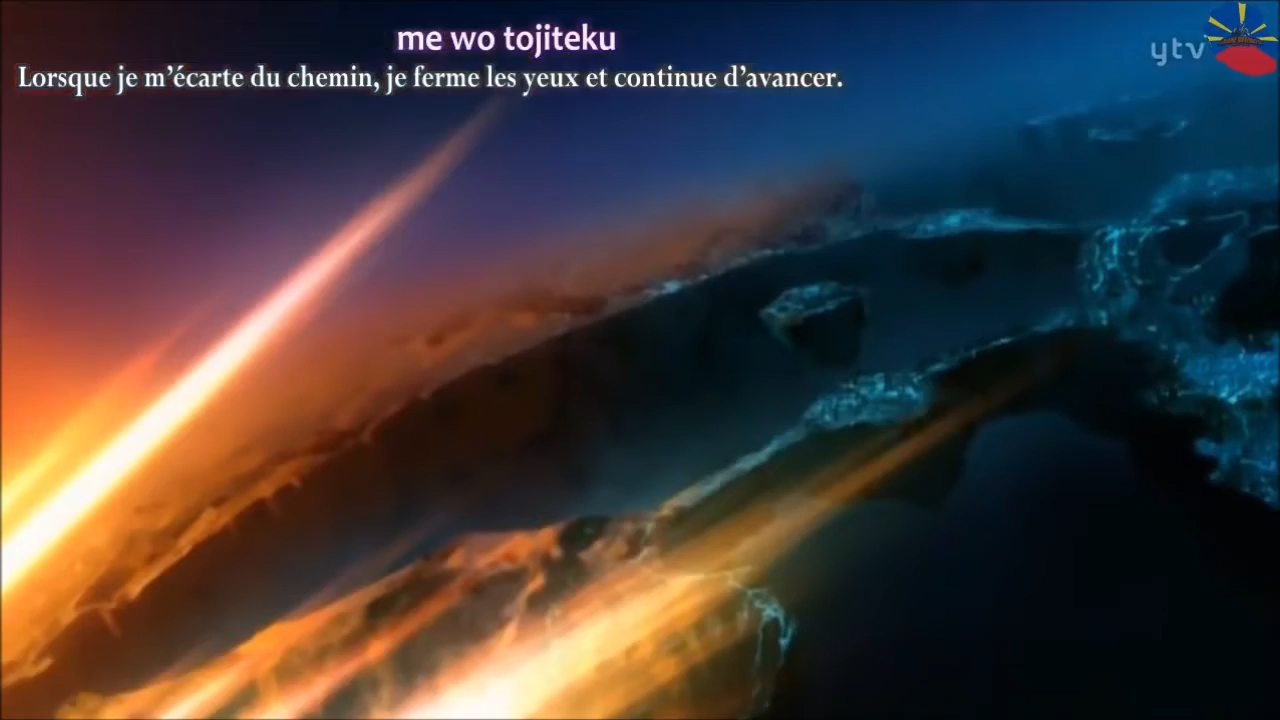 me wo tojiteku
Lorsque je m’écarte du chemin, je ferme les yeux et continue d’avancer.
ytv